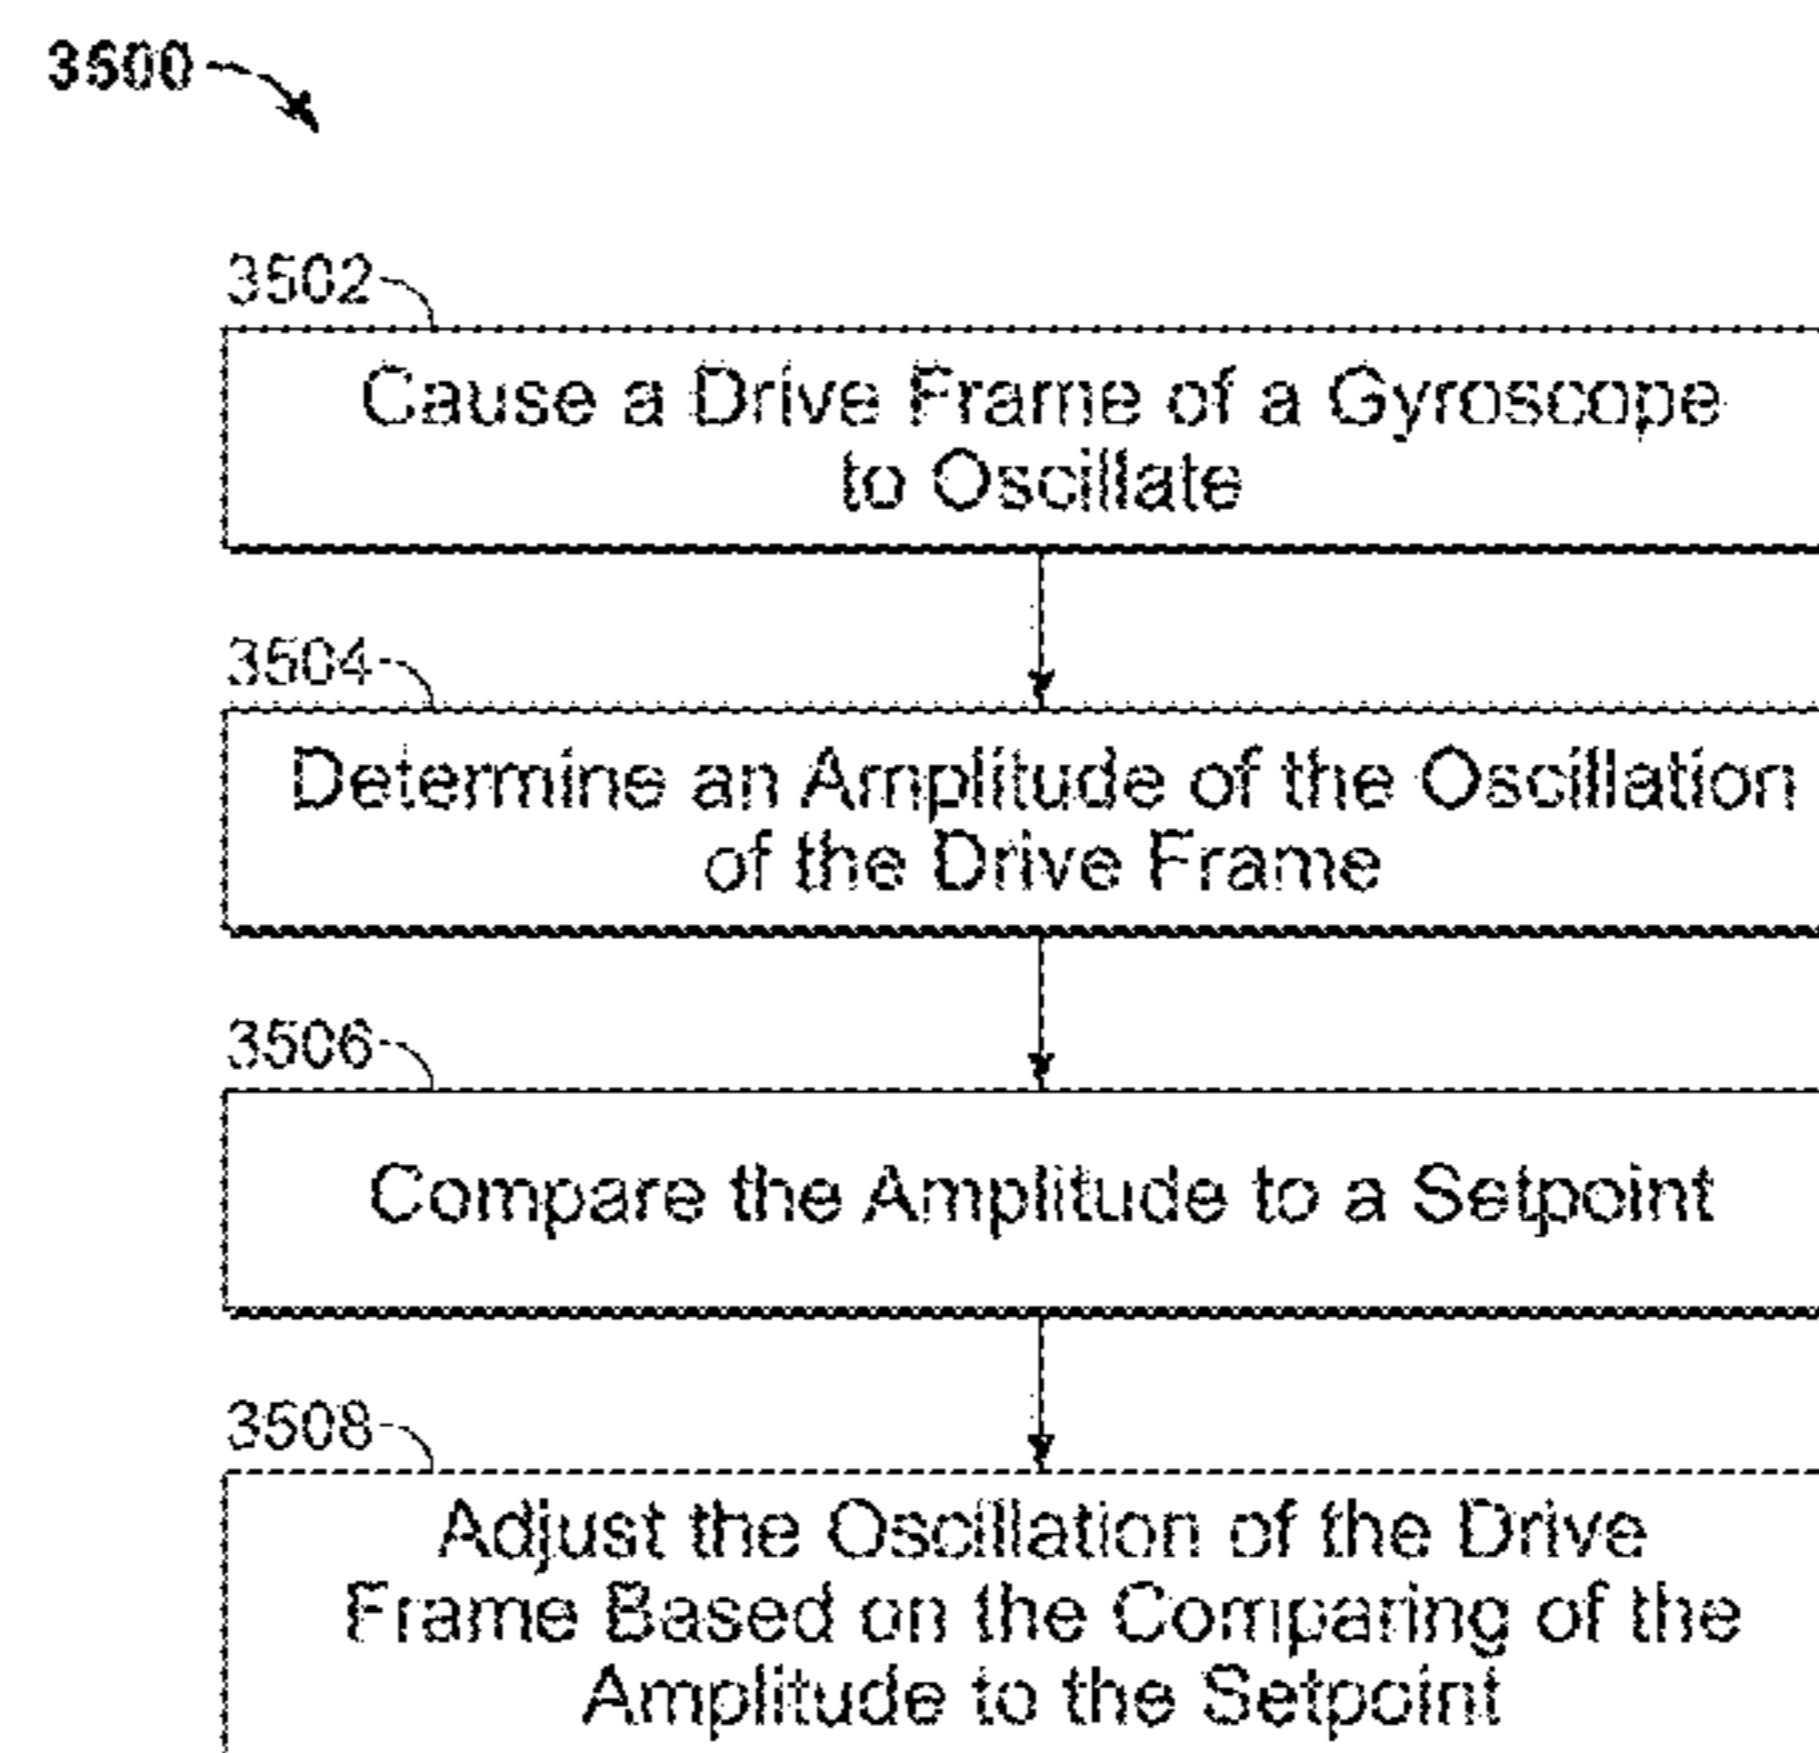 3500
3502
Cause a Drive Frame of a Gyroscope
to Oscillate
3504
Determine an Amplitude of the Oscillation
of the Drive Frame
3506
Compare the Amplitude to a Setpoint
3508
Adjust the Oscillation of the Drive
Frame Based on the Comparing of the
Amplitude to the Setpoint